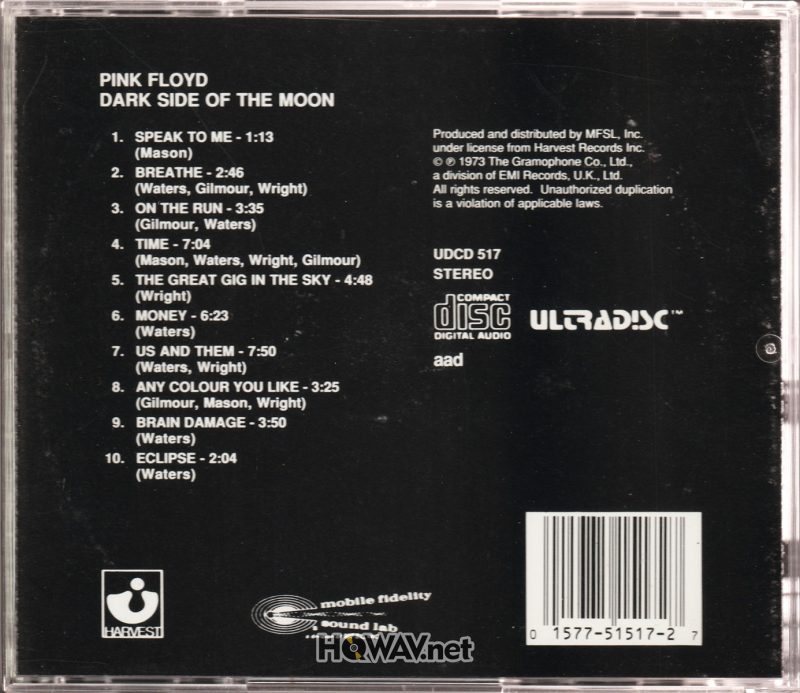 PINK FLOYD
DARK SIDE OF THE MOON
1. SPEAK TO ME - 1:13
(Mason)
2. BREATHE - 2:46
(Waters, Gilmour, Wright)
3. ON THE RUN - 3:35
(Gilmour, Waters)
4. TIME - 7:04
(Mason, Waters, Wright, Gilmour)
5. THE GREAT GIG IN THE SKY - 4:48
(Wright)
6. MONEY - 6:23
(Waters)
7. US AND THEM - 7:50
(Waters, Wright)
8. ANY COLOUR YOU LIKE - 3:25
(Gilmour, Mason, Wright)
9. BRAIN DAMAGE - 3:50
(Waters)
10. ECLIPSE - 2:04
(Waters)
Produced and distributed by MFSL, Inc.
under license from Harvest Records Inc.
© ℗ 1973 The Gramophone Co., Ltd.,
a division of EMI Records, U.K., Ltd.
All rights reserved. Unauthorized duplication
is a violation of applicable laws.
UDCD 517
STEREO
COMPACT
disc
DIGITAL AUDIO
ULTRADISC™
aad
HARVEST
mobile fidelity
sound lab
HQWAV.net
0 1577-51517-2 7